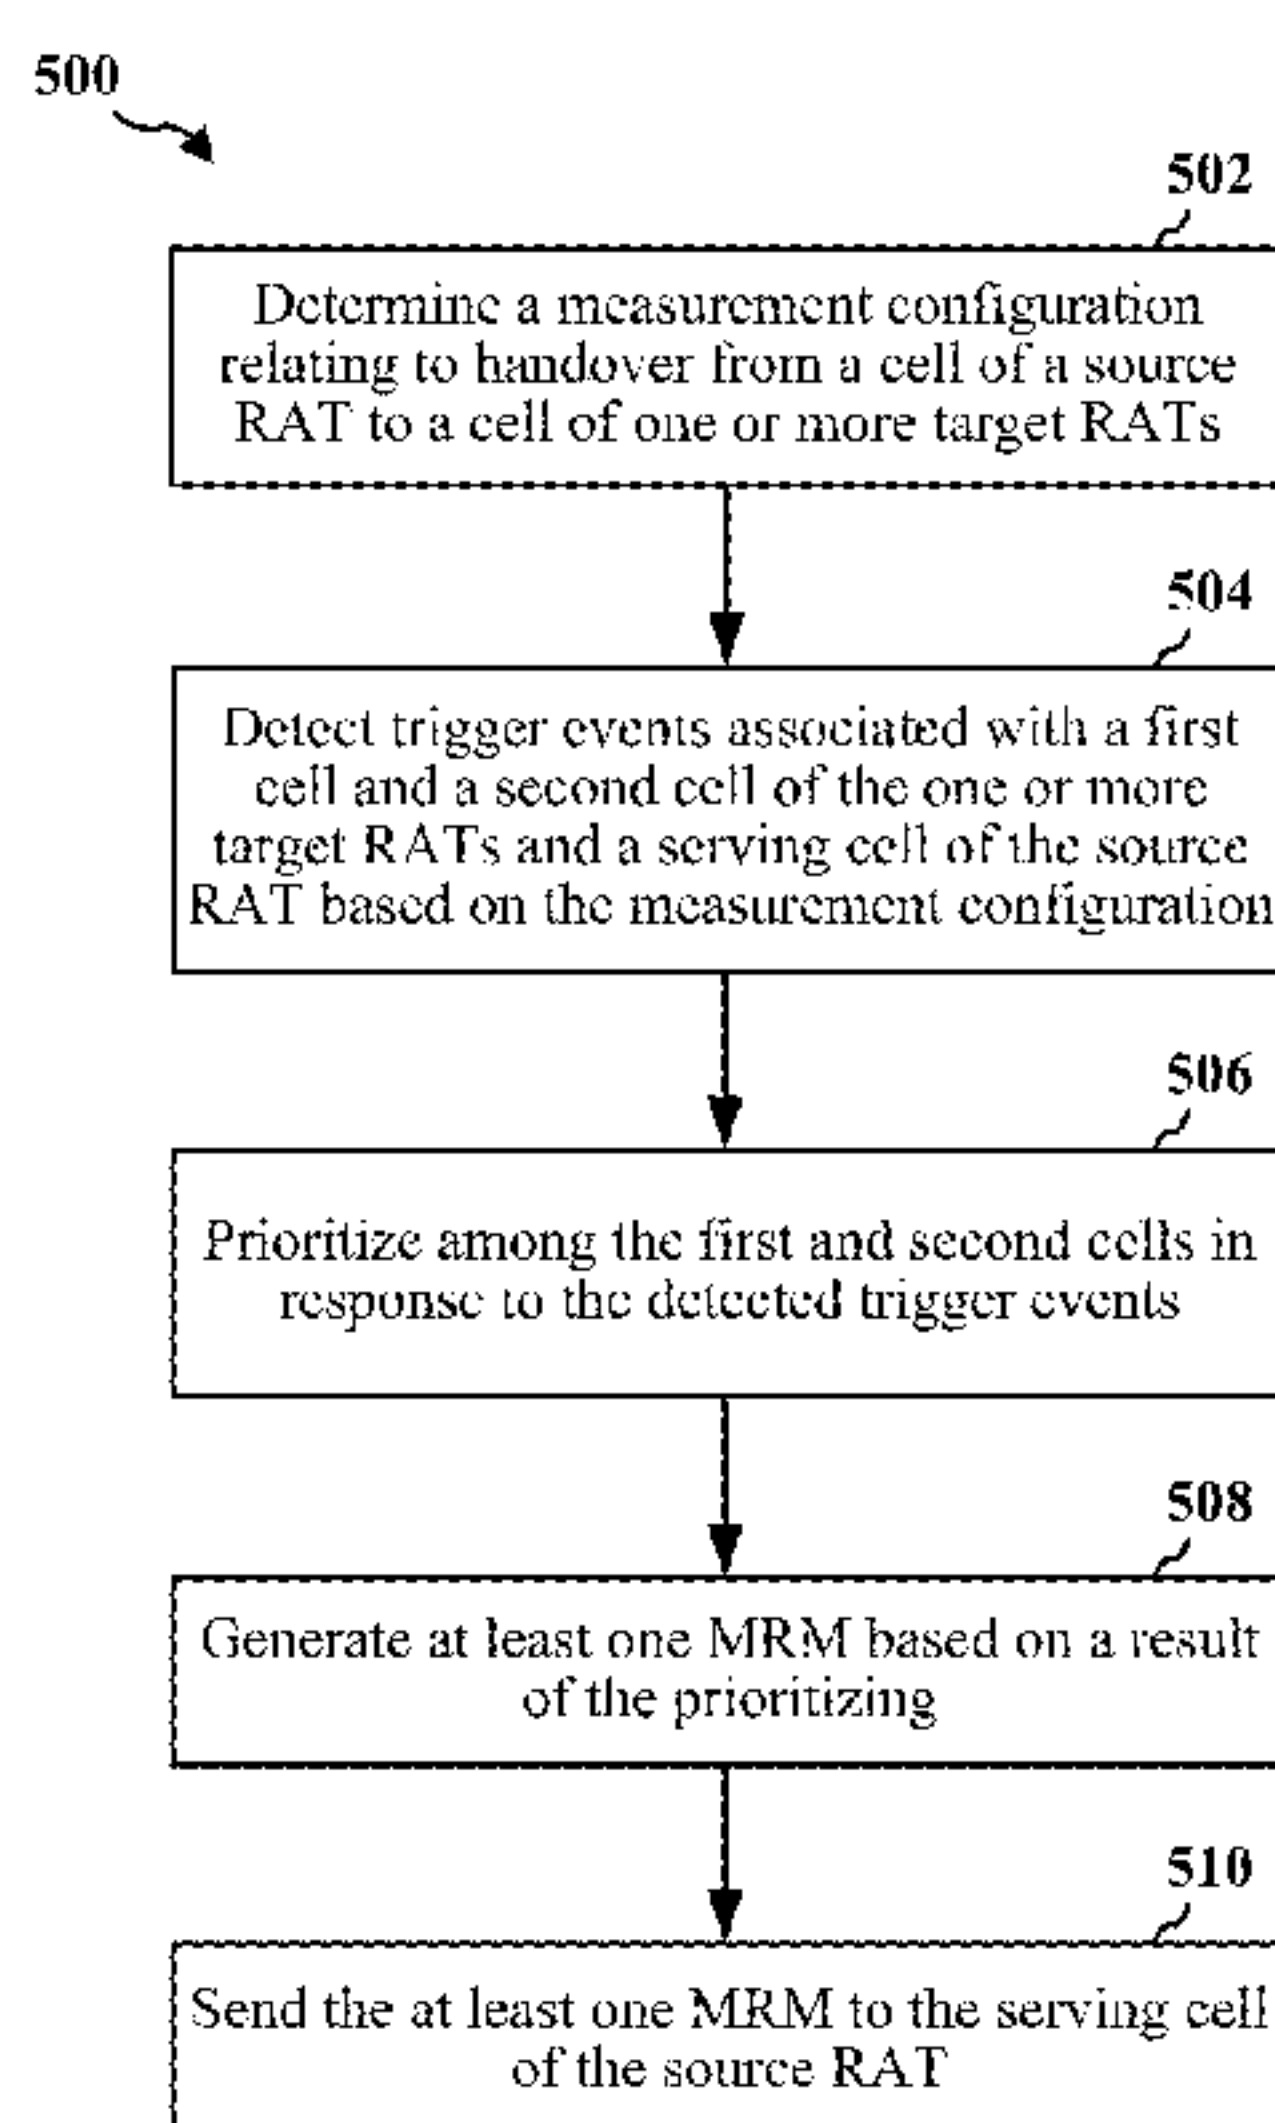 500
502
Determine a measurement configuration
relating to handover from a cell of a source
RAT to a cell of one or more target RATs
504
Detect trigger events associated with a first
cell and a second cell of the one or more
target RATs and a serving cell of the source
RAT based on the measurement configuration
506
Prioritize among the first and second cells in
response to the detected trigger events
508
Generate at least one MRM based on a result
of the prioritizing
510
Send the at least one MRM to the serving cell
of the source RAT